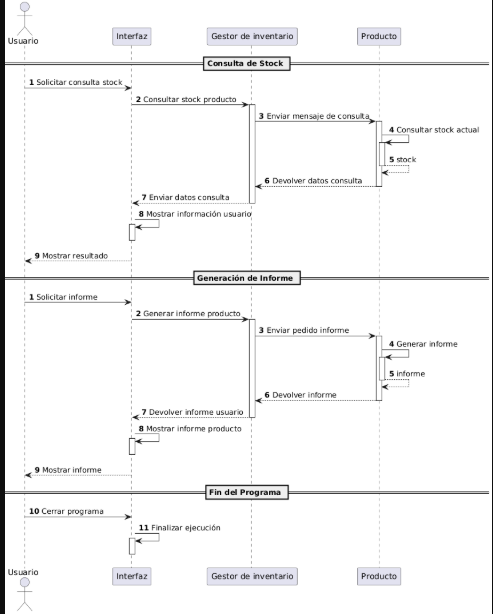 Usuario
Interfaz
Gestor de inventario
Producto
Consulta de Stock
1 Solicitar consulta stock
2 Consultar stock producto
3 Enviar mensaje de consulta
4 Consultar stock actual
5 stock
6 Devolver datos consulta
7 Enviar datos consulta
8 Mostrar información usuario
9 Mostrar resultado
Generación de Informe
1 Solicitar informe
2 Generar informe producto
3 Enviar pedido informe
4 Generar informe
5 informe
6 Devolver informe
7 Devolver informe usuario
8 Mostrar informe producto
9 Mostrar informe
Fin del Programa
10 Cerrar programa
11 Finalizar ejecución
Usuario
Interfaz
Gestor de inventario
Producto